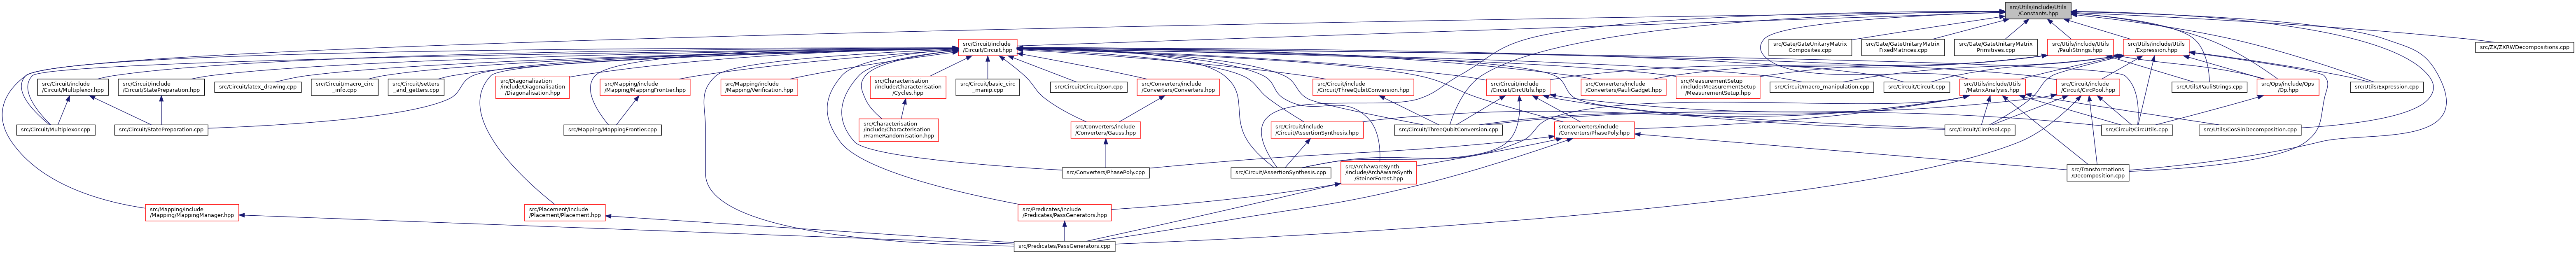 src/Utils/include/Utils
/Constants.hpp
src/Circuit/include
/Circuit/Circuit.hpp
src/Gate/GateUnitaryMatrix
Composites.cpp
src/Gate/GateUnitaryMatrix
FixedMatrices.cpp
src/Gate/GateUnitaryMatrix
Primitives.cpp
src/Utils/include/Utils
/PauliStrings.hpp
src/Utils/include/Utils
/Expression.hpp
src/ZX/ZXRWDecompositions.cpp
src/Circuit/include
/Circuit/Multiplexor.hpp
src/Circuit/include
/Circuit/StatePreparation.hpp
src/Circuit/latex_drawing.cpp
src/Circuit/macro_circ
_info.cpp
src/Circuit/setters
_and_getters.cpp
src/Diagonalisation
/include/Diagonalisation
/Diagonalisation.hpp
src/Mapping/include
/Mapping/MappingFrontier.hpp
src/Mapping/include
/Mapping/Verification.hpp
src/Characterisation
/include/Characterisation
/Cycles.hpp
src/Circuit/basic_circ
_manip.cpp
src/Circuit/CircuitJson.cpp
src/Converters/include
/Converters/Converters.hpp
src/Circuit/include
/Circuit/ThreeQubitConversion.hpp
src/Circuit/include
/Circuit/CircUtils.hpp
src/Converters/include
/Converters/PauliGadget.hpp
src/MeasurementSetup
/include/MeasurementSetup
/MeasurementSetup.hpp
src/Circuit/macro_manipulation.cpp
src/Circuit/Circuit.cpp
src/Utils/include/Utils
/MatrixAnalysis.hpp
src/Circuit/include
/Circuit/CircPool.hpp
src/Utils/PauliStrings.cpp
src/Ops/include/Ops
/Op.hpp
src/Utils/Expression.cpp
src/Circuit/Multiplexor.cpp
src/Circuit/StatePreparation.cpp
src/Mapping/MappingFrontier.cpp
src/Characterisation
/include/Characterisation
/FrameRandomisation.hpp
src/Converters/include
/Converters/Gauss.hpp
src/Circuit/include
/Circuit/AssertionSynthesis.hpp
src/Circuit/ThreeQubitConversion.cpp
src/Converters/include
/Converters/PhasePoly.hpp
src/Circuit/CircPool.cpp
src/Circuit/CircUtils.cpp
src/Utils/CosSinDecomposition.cpp
src/Converters/PhasePoly.cpp
src/Circuit/AssertionSynthesis.cpp
src/ArchAwareSynth
/include/ArchAwareSynth
/SteinerForest.hpp
src/Transformations
/Decomposition.cpp
src/Mapping/include
/Mapping/MappingManager.hpp
src/Placement/include
/Placement/Placement.hpp
src/Predicates/include
/Predicates/PassGenerators.hpp
src/Predicates/PassGenerators.cpp